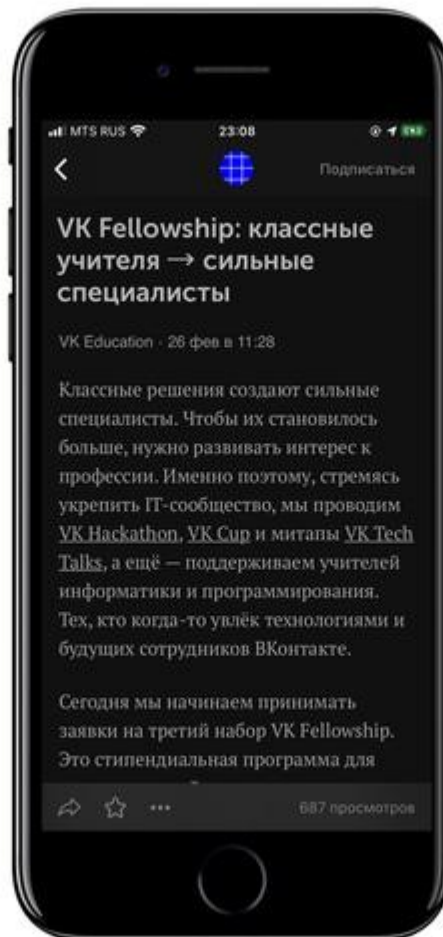 MTS RUS 23:08
Подписаться
VK Fellowship: классные
учителя → сильные
специалисты
VK Education · 26 фев в 11:28
Классные решения создают сильные
специалисты. Чтобы их становилось
больше, нужно развивать интерес к
профессии. Именно поэтому, стремясь
укрепить IT-сообщество, мы проводим
VK Hackathon, VK Cup и митапы VK Tech
Talks, а ещё — поддерживаем учителей
информатики и программирования.
Тех, кто когда-то увлёк технологиями и
будущих сотрудников ВКонтакте.
Сегодня мы начинаем принимать
заявки на третий набор VK Fellowship.
Это стипендиальная программа для
687 просмотров